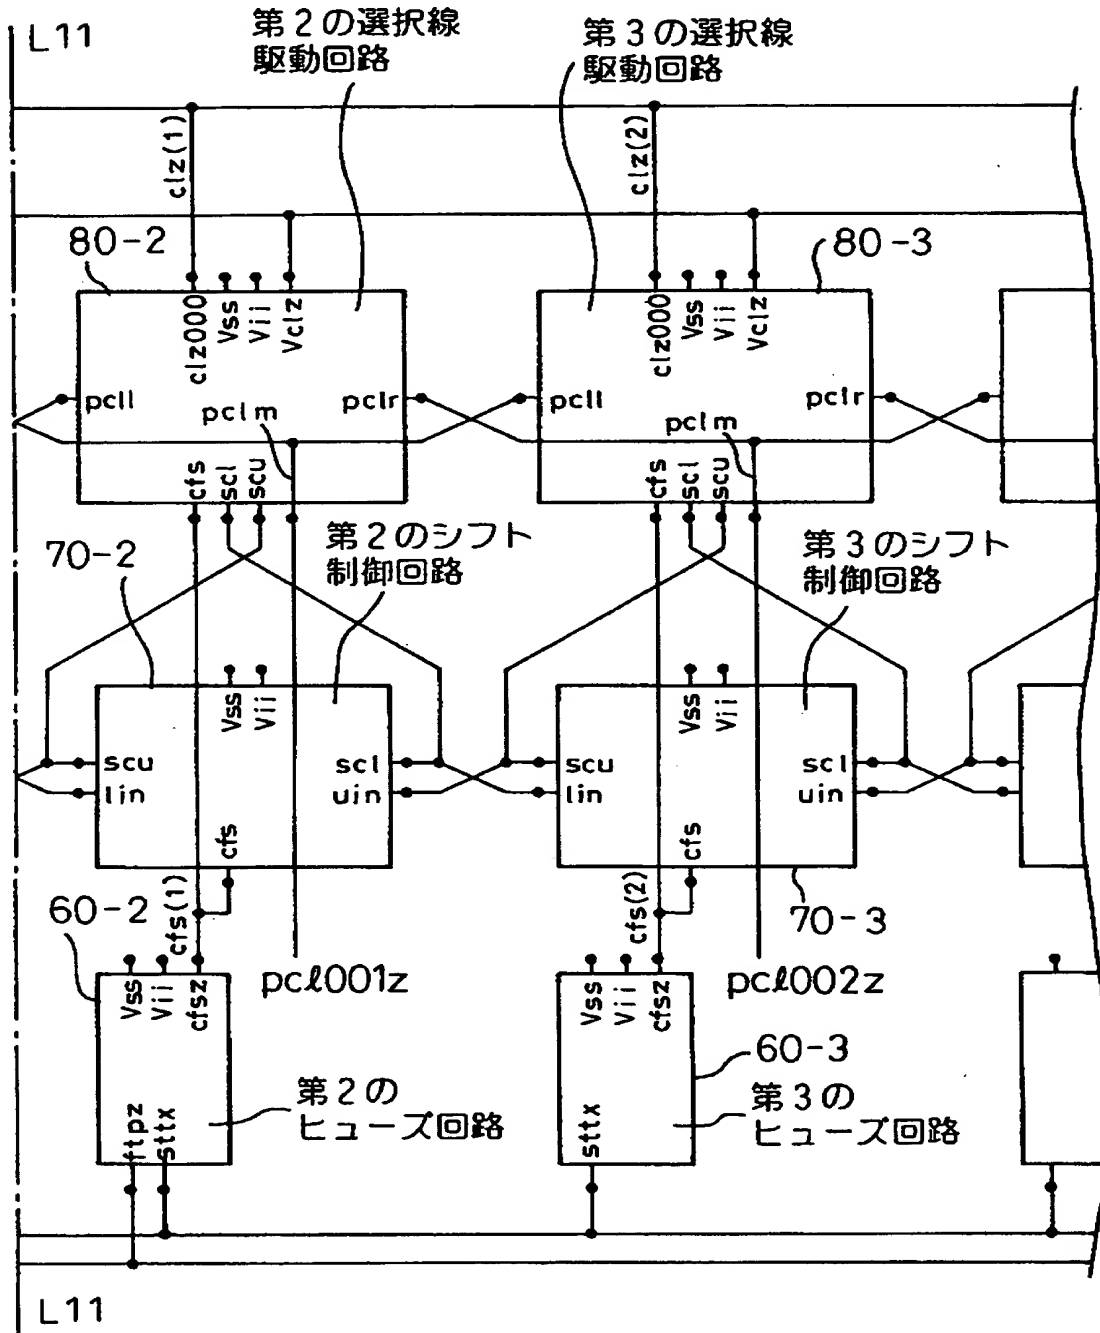 L11
第2の選択線
駆動回路
第3の選択線
駆動回路
clz(1)
clz(2)
80-2
80-3
clz000
Vss
Vii
Vclz
clz000
Vss
Vii
Vclz
pcll
pclm
pclr
pcll
pclm
pclr
cfs
scl
scu
cfs
scl
scu
70-2
第2のシフト
制御回路
第3のシフト
制御回路
Vss
Vii
Vss
Vii
scu
lin
scl
uin
scu
lin
scl
uin
cfs
cfs
60-2
cfs(1)
cfs(2)
70-3
pcl001z
pcl002z
Vss
Vii
cfsz
Vss
Vii
cfsz
60-3
第2の
ヒューズ回路
第3の
ヒューズ回路
ftpz
sttx
sttx
L11